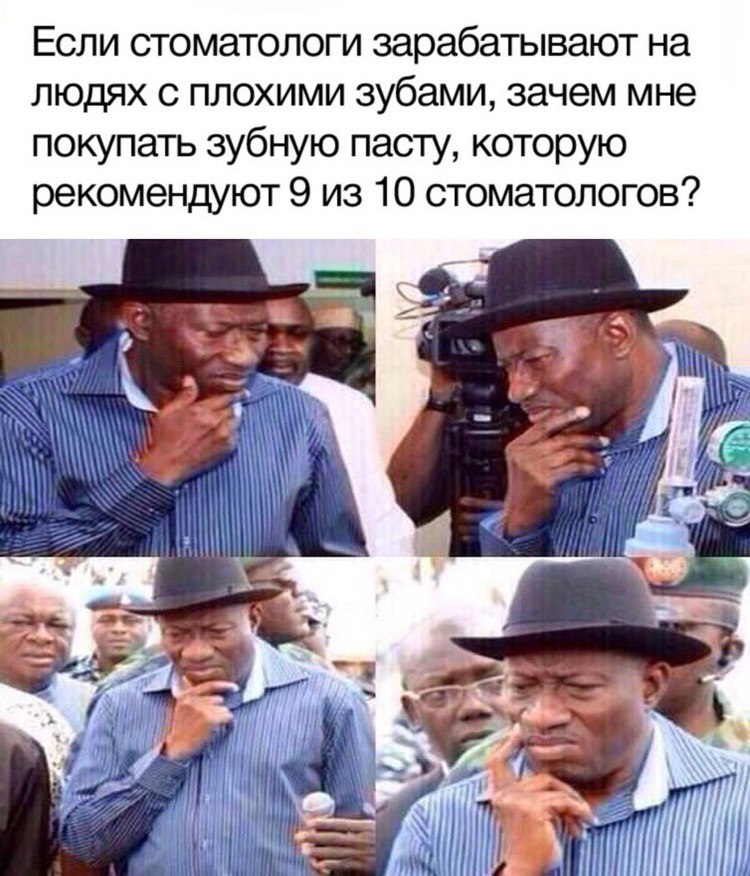 Если стоматологи зарабатывают на
людях с плохими зубами, зачем мне
покупать зубную пасту, которую
рекомендуют 9 из 10 стоматологов?